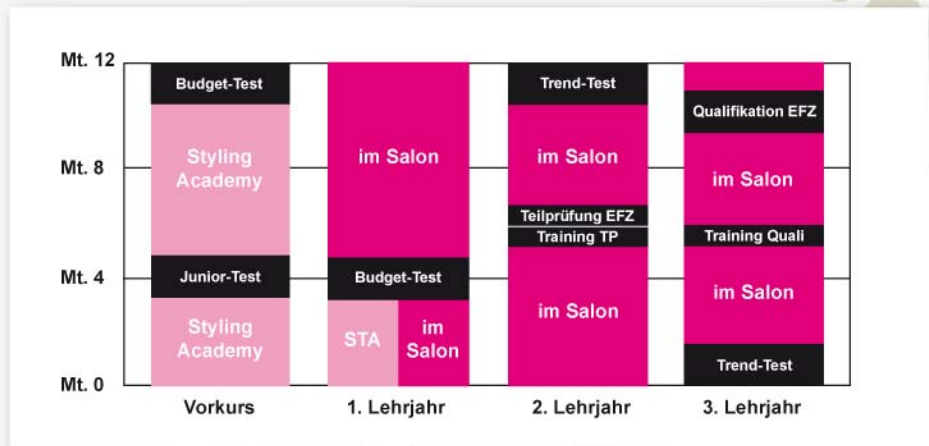 Mt. 12
Mt. 8
Mt. 4
Mt. 0
Budget-Test
Styling
Academy
Junior-Test
Styling
Academy
Vorkurs
im Salon
Budget-Test
STA
im
Salon
1. Lehrjahr
Trend-Test
im Salon
Teilprüfung EFZ
Training TP
im Salon
2. Lehrjahr
Qualifikation EFZ
im Salon
Training Quali
im Salon
Trend-Test
3. Lehrjahr